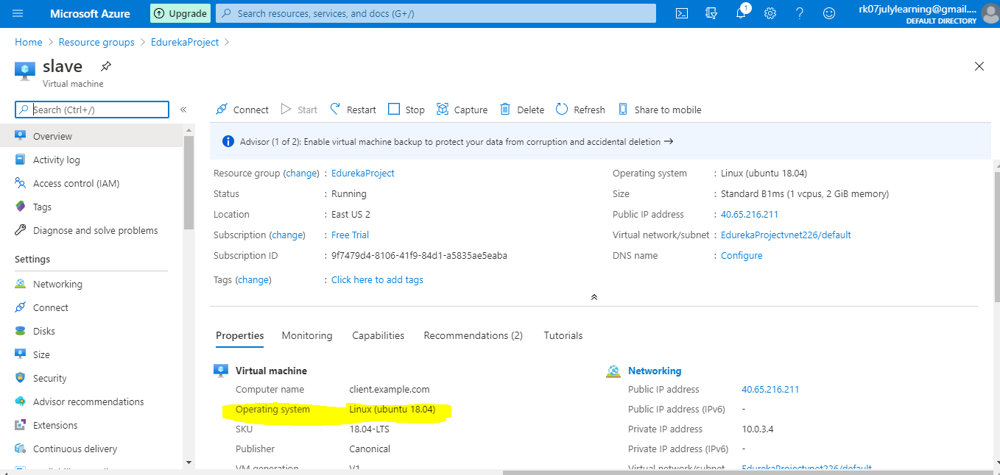 Microsoft Azure Upgrade Search resources, services, and docs (G+/) 1 rk07julylearning@gmail....
DEFAULT DIRECTORY
Home > Resource groups > EdurekaProject >
slave
Virtual machine
Search (Ctrl+/) «
Connect Start Restart Stop Capture Delete Refresh Share to mobile
Overview
Activity log
Access control (IAM)
Tags
Diagnose and solve problems
Settings
Networking
Connect
Disks
Size
Security
Advisor recommendations
Extensions
Continuous delivery
Advisor (1 of 2): Enable virtual machine backup to protect your data from corruption and accidental deletion →
Resource group (change) : EdurekaProject
Status : Running
Location : East US 2
Subscription (change) : Free Trial
Subscription ID : 9f7479d4-8106-41f9-84d1-a5835ae5eaba
Tags (change) : Click here to add tags
Operating system : Linux (ubuntu 18.04)
Size : Standard B1ms (1 vcpus, 2 GiB memory)
Public IP address : 40.65.216.211
Virtual network/subnet : EdurekaProjectvnet226/default
DNS name : Configure
Properties Monitoring Capabilities Recommendations (2) Tutorials
Virtual machine
Computer name client.example.com
Operating system Linux (ubuntu 18.04)
SKU 18.04-LTS
Publisher Canonical
VM generation V1
Networking
Public IP address 40.65.216.211
Public IP address (IPv6) -
Private IP address 10.0.3.4
Private IP address (IPv6) -
Virtual network/subnet EdurekaProjectvnet226/default